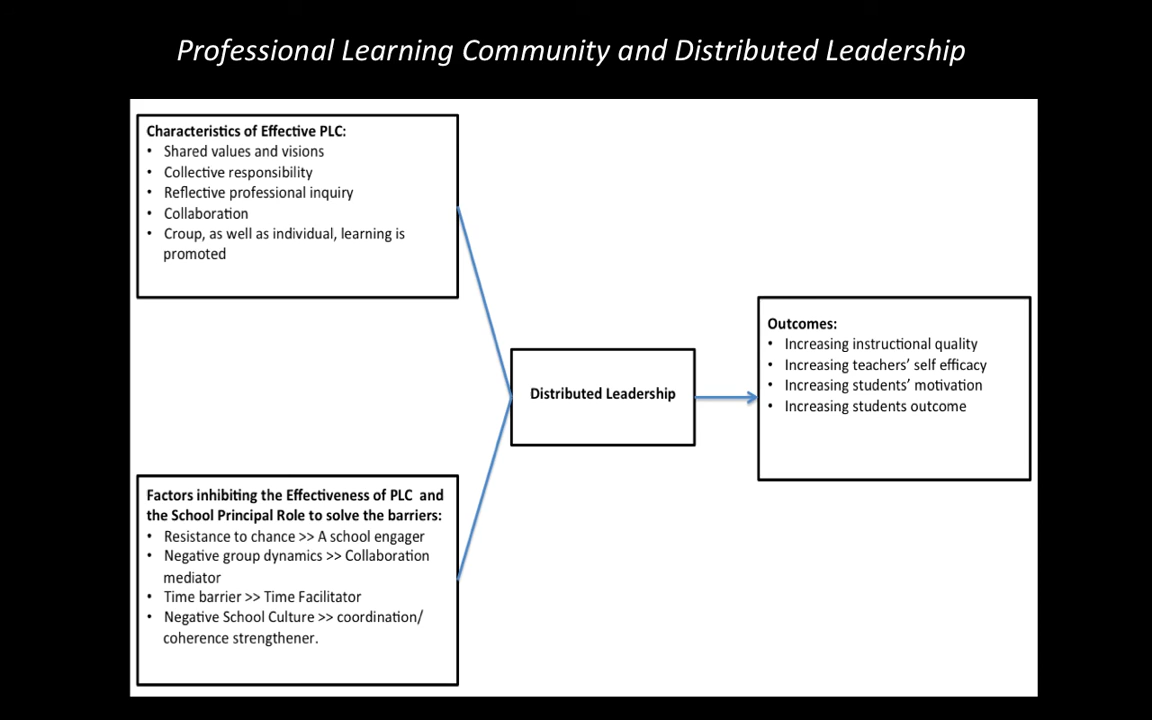 Professional Learning Community and Distributed Leadership
Characteristics of Effective PLC:
• Shared values and visions
• Collective responsibility
• Reflective professional inquiry
• Collaboration
• Croup, as well as individual, learning is
promoted
Factors inhibiting the Effectiveness of PLC and
the School Principal Role to solve the barriers:
• Resistance to chance >> A school engager
• Negative group dynamics >> Collaboration
mediator
• Time barrier >> Time Facilitator
• Negative School Culture >> coordination/
coherence strengthener.
Distributed Leadership
Outcomes:
• Increasing instructional quality
• Increasing teachers’ self efficacy
• Increasing students’ motivation
• Increasing students outcome